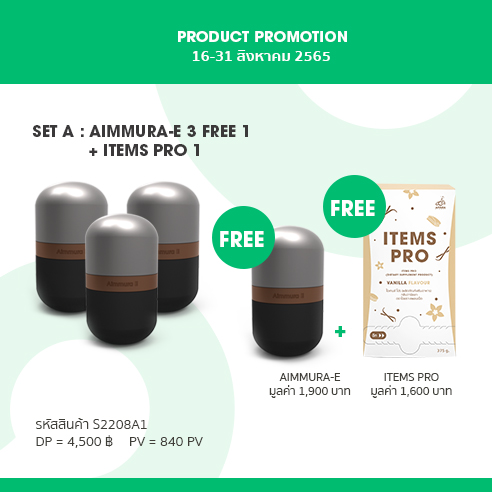 PRODUCT PROMOTION
16-31 สิงหาคม 2565
SET A : AIMMURA-E 3 FREE 1
+ ITEMS PRO 1
Aimmura X
Aimmura X
FREE
FREE
ITEMS
PRO
VANILLA FLAVOUR
375 g.
+
AIMMURA-E
มูลค่า 1,900 บาท
ITEMS PRO
มูลค่า 1,600 บาท
รหัสสินค้า S2208A1
DP = 4,500 ฿ PV = 840 PV